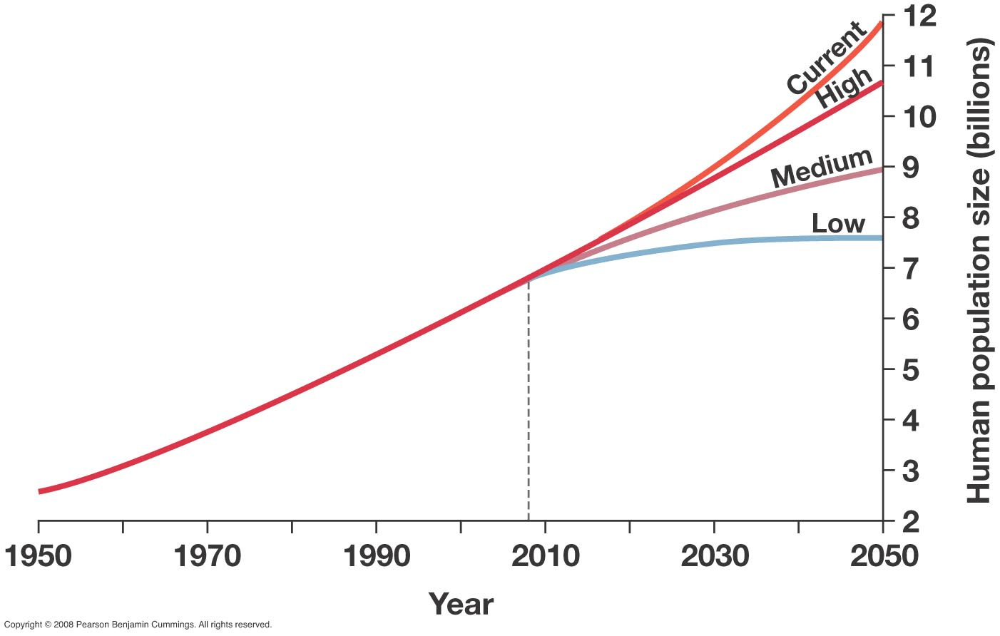 12
Current
11
High
10
Medium
9
8
Low
7
6
5
4
3
2
Human population size (billions)
1950 1970 1990 2010 2030 2050
Year
Copyright © 2008 Pearson Benjamin Cummings. All rights reserved.